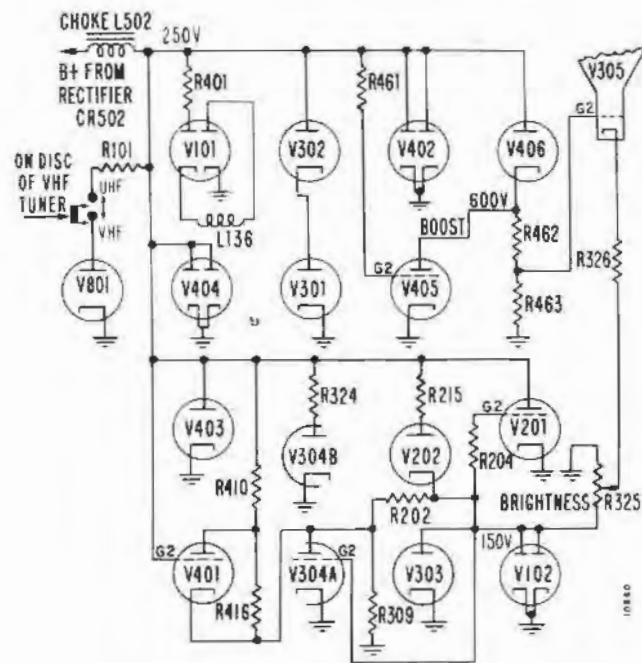 CHOKE L502
250V
B+ FROM
RECTIFIER
CR502
R401
R461
V305
G2
R101
V101
V302
V402
V406
ON DISC
OF VHF
TUNER
UHF
VHF
L136
600V
BOOST
R462
R326
V801
V404
V301
G2
V405
R463
R324
R215
G2
V201
V403
V304B
V202
R204
R410
R202
BRIGHTNESS
R325
150V
G2
V401
R416
V304A
G2
V303
V102
R309
10840